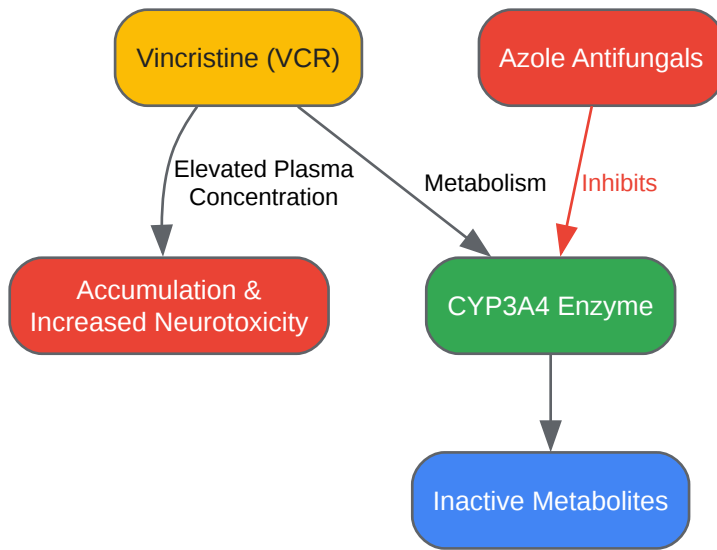 Vincristine (VCR)
Azole Antifungals
Elevated Plasma
Concentration
Metabolism
Inhibits
Accumulation &
Increased Neurotoxicity
CYP3A4 Enzyme
Inactive Metabolites